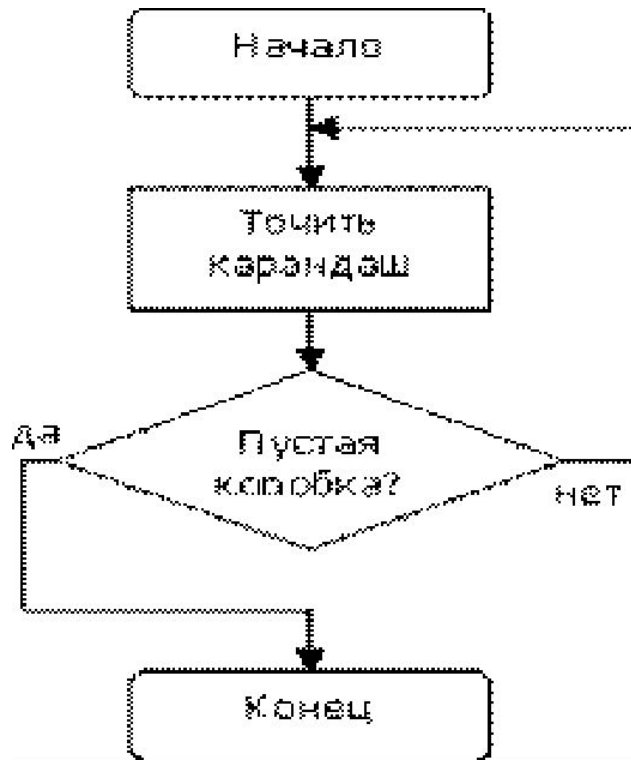 Начало
Точить
карандаш
да
Пустая
коробка?
нет
Конец